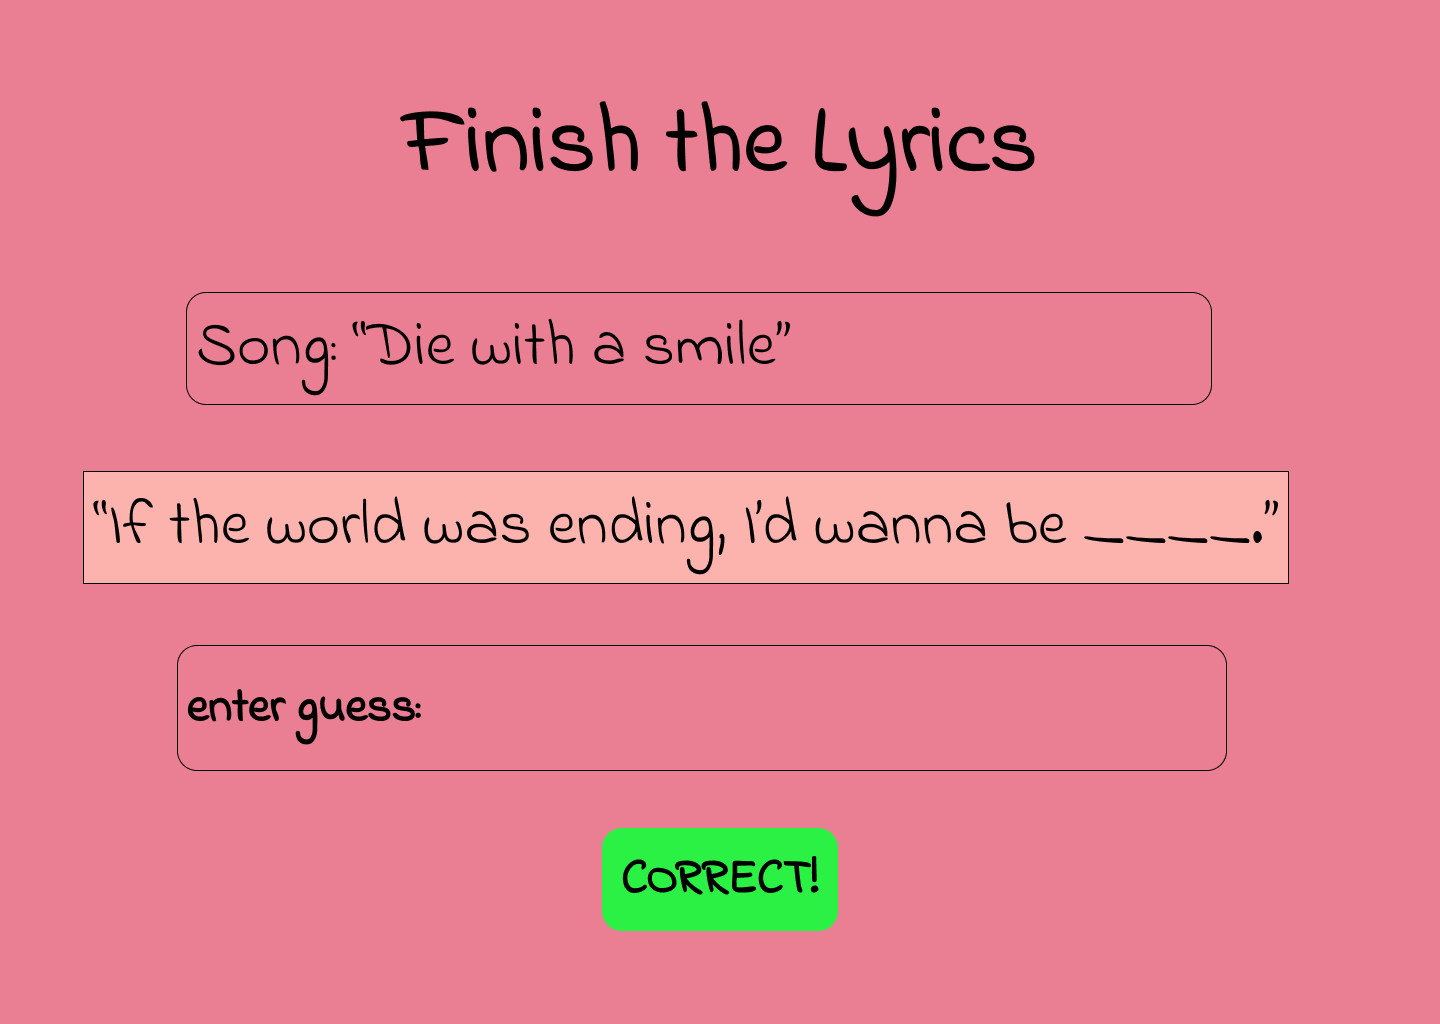 Finish the Lyrics
Song: “Die with a smile”
“If the world was ending, I’d wanna be ____.”
enter guess:
CORRECT!